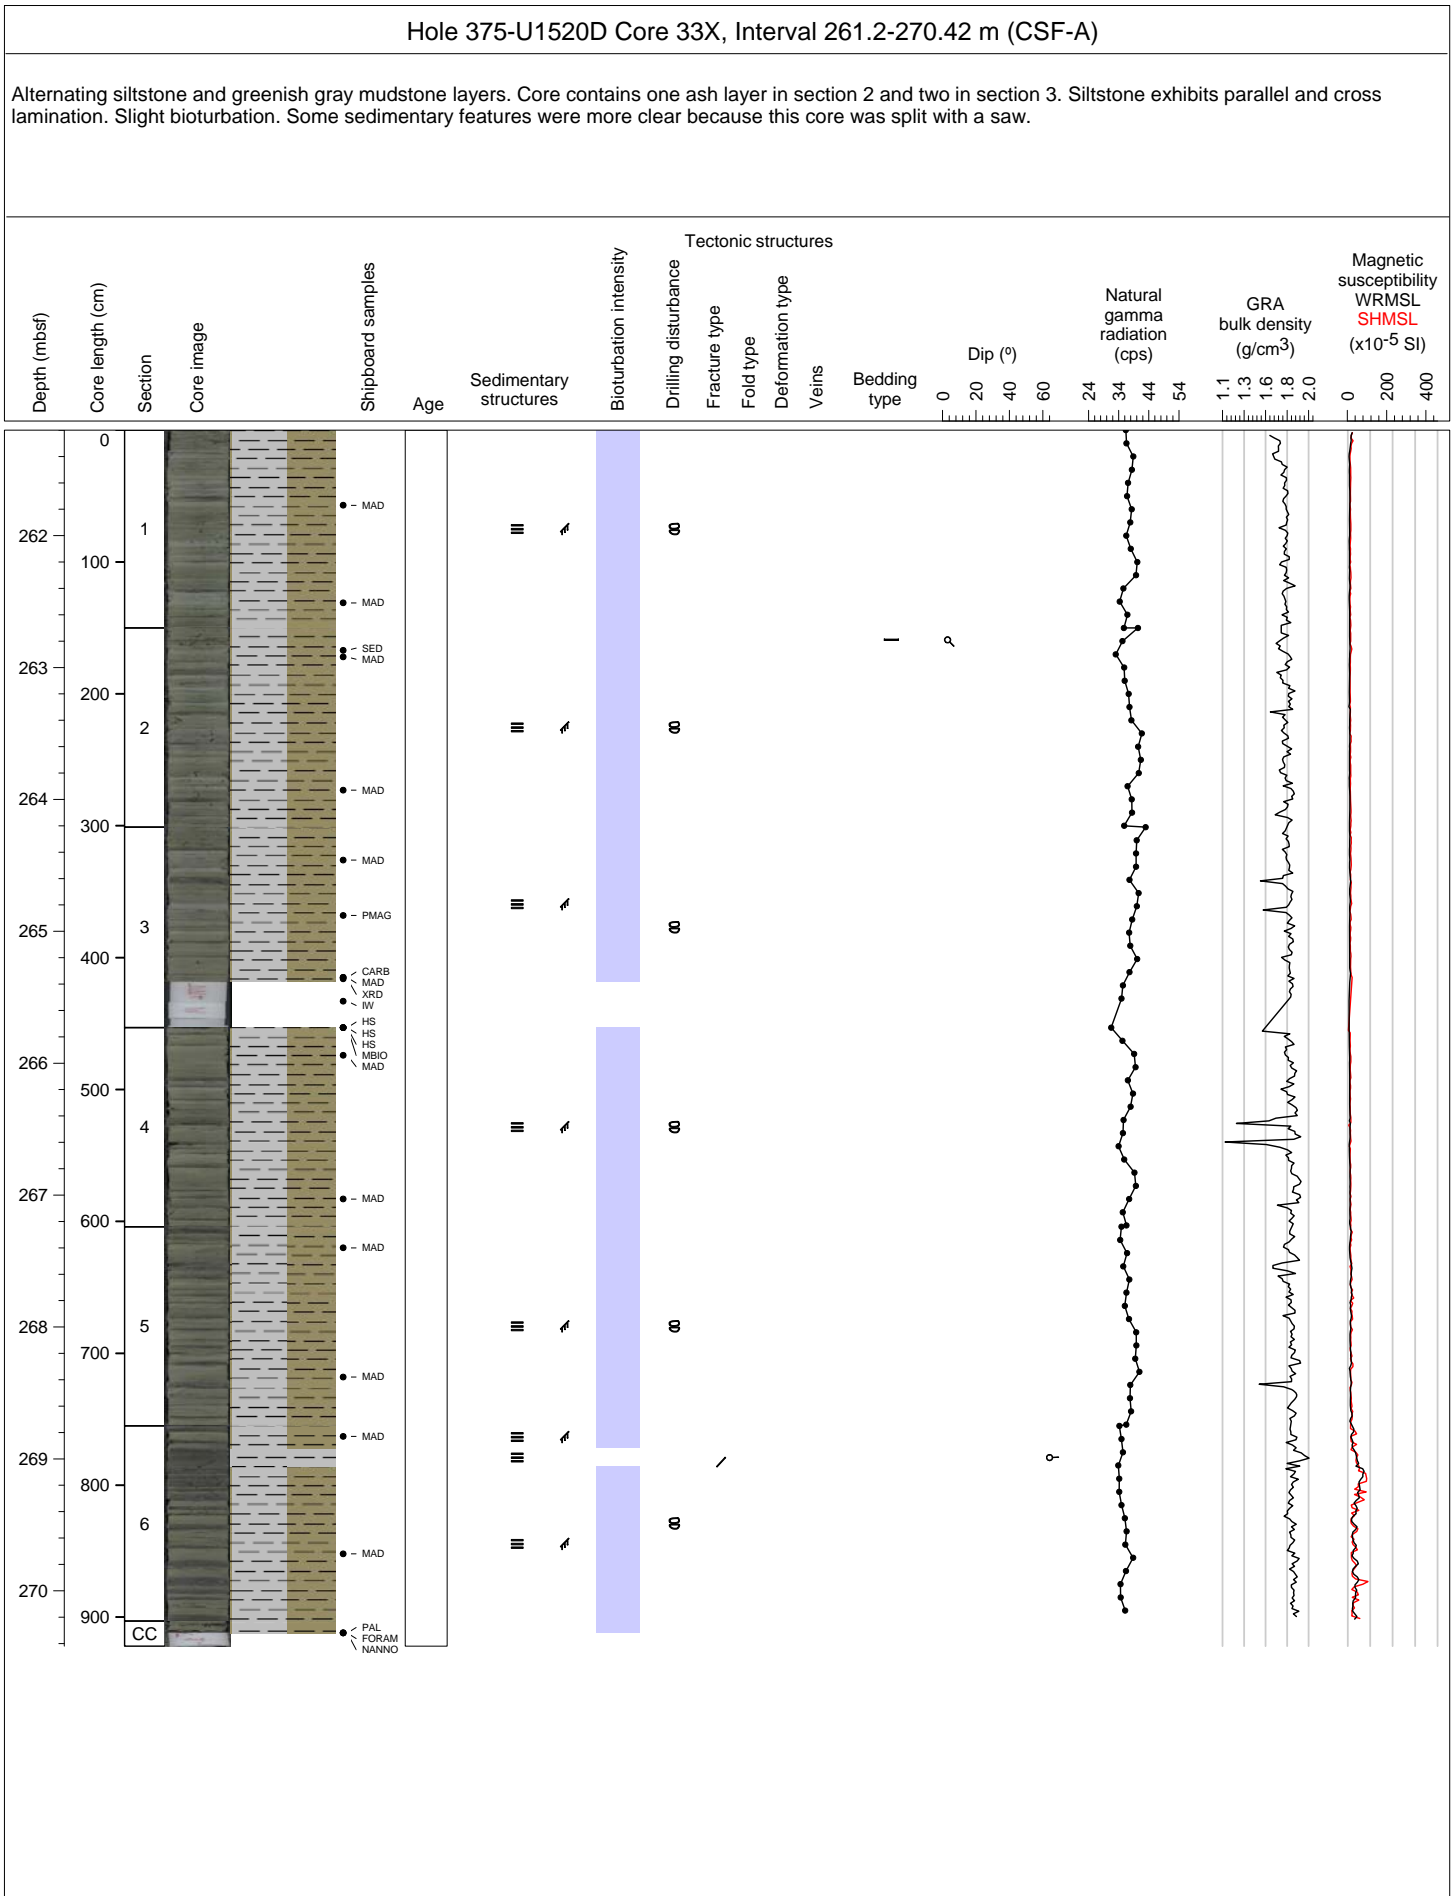 Hole 375-U1520D Core 33X, Interval 261.2-270.42 m (CSF-A)
Alternating siltstone and greenish gray mudstone layers. Core contains one ash layer in section 2 and two in section 3. Siltstone exhibits parallel and cross
lamination. Slight bioturbation. Some sedimentary features were more clear because this core was split with a saw.
Depth (mbsf)
Core length (cm)
Section
Core image
Shipboard samples
Age
Sedimentary
structures
Bioturbation intensity
Drilling disturbance
Tectonic structures
Fracture type
Fold type
Deformation type
Veins
Bedding
type
Dip (º)
0 20 40 60
Natural
gamma
radiation
(cps)
24 34 44 54
GRA
bulk density
(g/cm3)
1.1 1.3 1.6 1.8 2.0
Magnetic
susceptibility
WRMSL
SHMSL
(x10-5 SI)
0 200 400
262
263
264
265
266
267
268
269
270
0
100
200
300
400
500
600
700
800
900
1
2
3
4
5
6
CC
MAD
MAD
SED
MAD
MAD
MAD
PMAG
CARB
MAD
XRD
IW
HS
HS
HS
MBIO
MAD
MAD
MAD
MAD
MAD
MAD
PAL
FORAM
NANNO